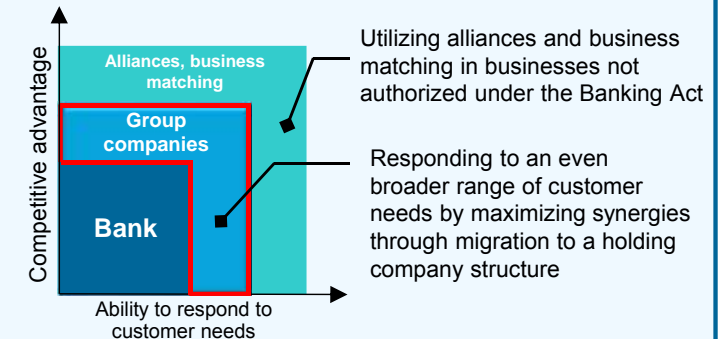 Competitive advantage
Alliances, business
matching
Group
companies
Bank
Ability to respond to
customer needs
Utilizing alliances and business
matching in businesses not
authorized under the Banking Act
Responding to an even
broader range of customer
needs by maximizing synergies
through migration to a holding
company structure